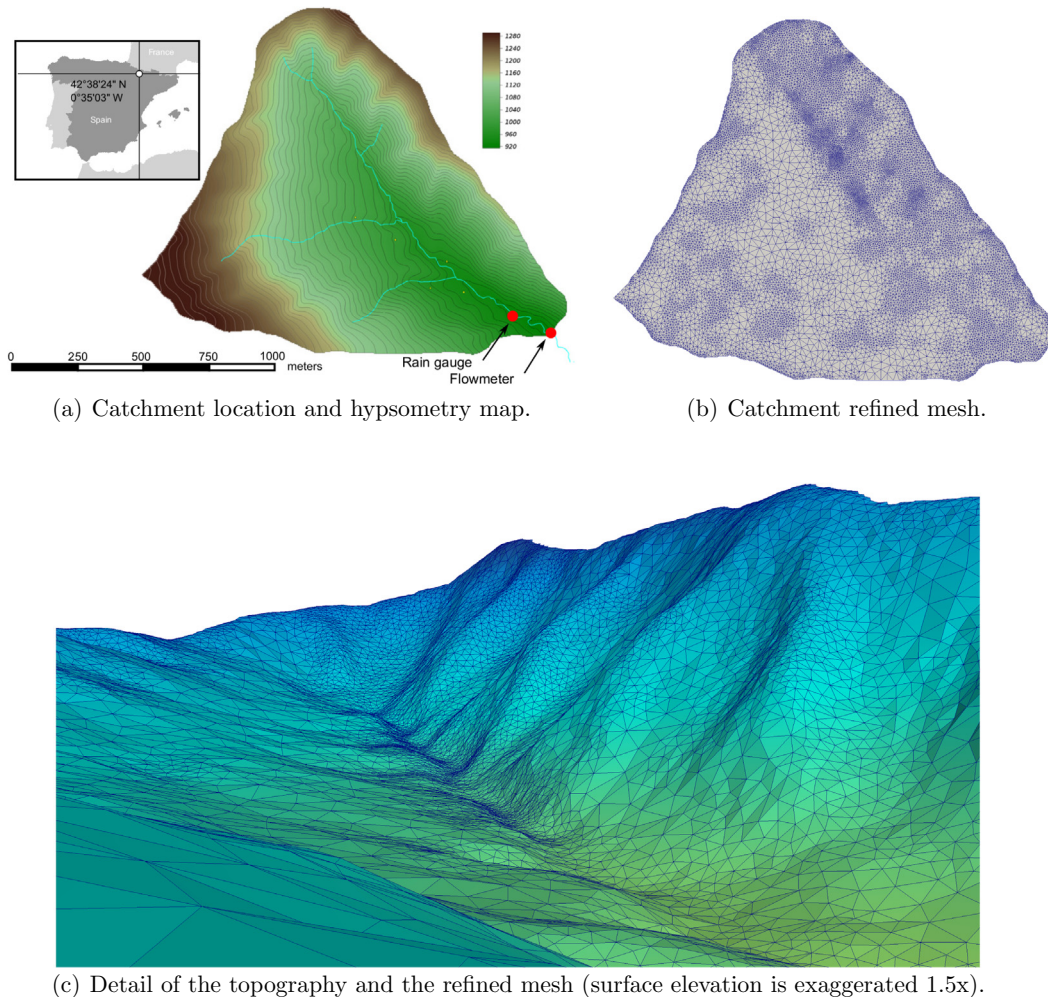 France
42°38'24" N
0°35'03" W
Spain
1280
1240
1200
1160
1120
1080
1040
1000
960
920
Rain gauge
Flowmeter
0 250 500 750 1000 meters
(a) Catchment location and hypsometry map.
(b) Catchment refined mesh.
(c) Detail of the topography and the refined mesh (surface elevation is exaggerated 1.5x).